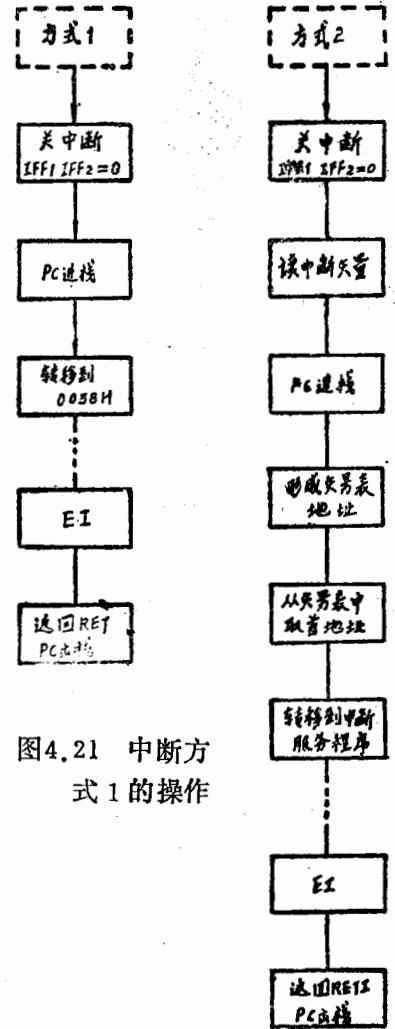 方式1
关中断
IFF1 IFF2=0
PC进栈
转移到
0038H
EI
返回RET
PC出栈
图4.21 中断方
式1的操作
方式2
关中断
IFF1 IFF2=0
读中断矢量
PC进栈
形成矢量表
地址
从矢量表中
取首地址
转移到中断
服务程序
EI
返回RETI
PC出栈